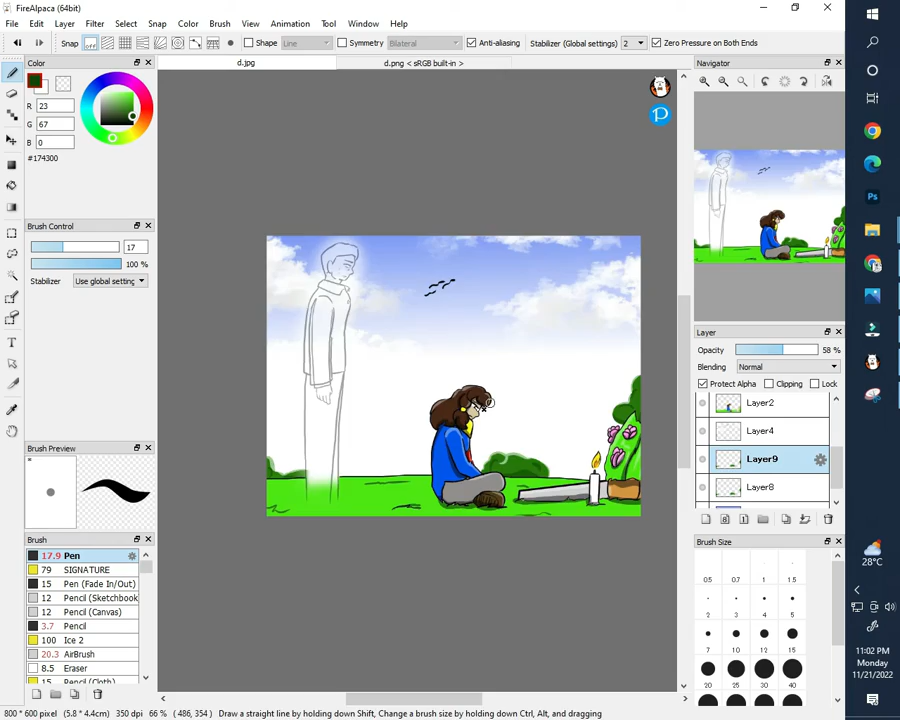 FireAlpaca (64bit)
File Edit Layer Filter Select Snap Color Brush View Animation Tool Window Help
Snap OFF Shape Line Symmetry Bilateral Anti-aliasing Stabilizer (Global settings) 2 Zero Pressure on Both Ends
Color
R 23
G 67
B 0
#174300
Brush Control
17
100 %
Stabilizer Use global setting
Brush Preview
Brush
17.9 Pen
79 SIGNATURE
15 Pen (Fade In/Out)
12 Pencil (Sketchbook
12 Pencil (Canvas)
3.7 Pencil
100 Ice 2
20.3 AirBrush
8.5 Eraser
15 Pencil (Cloth)
d.jpg d.png < sRGB built-in >
Navigator
Layer
Opacity 58 %
Blending Normal
Protect Alpha Clipping Lock
Layer2
Layer4
Layer9
Layer8
Brush Size
0.5 0.7 1 1.5
2 3 4 5
7 10 12 15
20 25 30 40
800 * 600 pixel (5.8 * 4.4cm) 350 dpi 66 % ( 486, 354 ) Draw a straight line by holding down Shift, Change a brush size by holding down Ctrl, Alt, and dragging
Ps
28°C
11:02 PM
Monday
11/21/2022